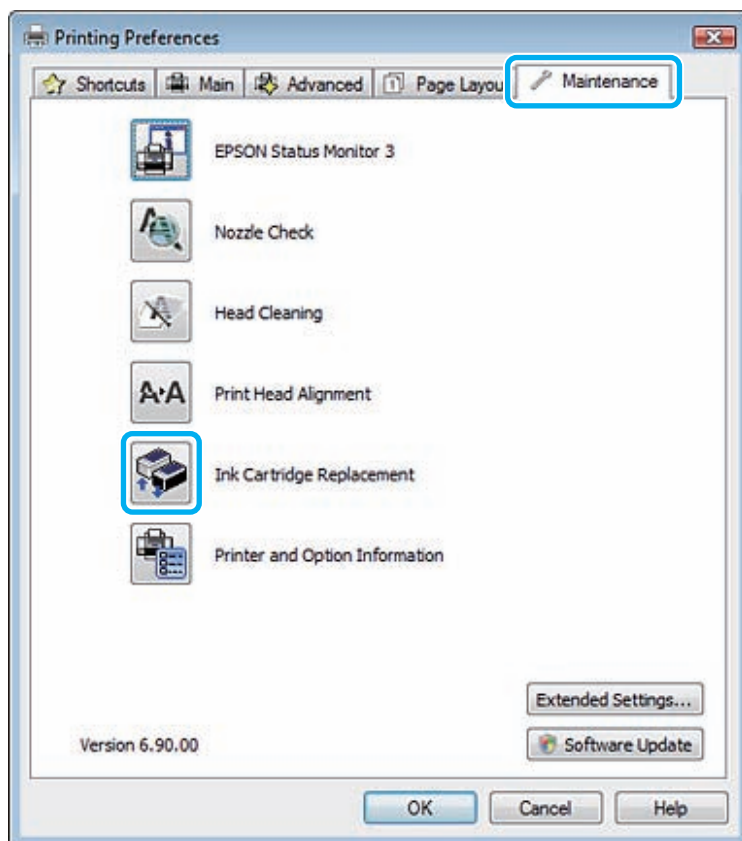 Printing Preferences
Shortcuts Main Advanced 1 Page Layou Maintenance
EPSON Status Monitor 3
Nozzle Check
Head Cleaning
A A Print Head Alignment
Ink Cartridge Replacement
Printer and Option Information
Extended Settings...
Version 6.90.00 Software Update
OK Cancel Help